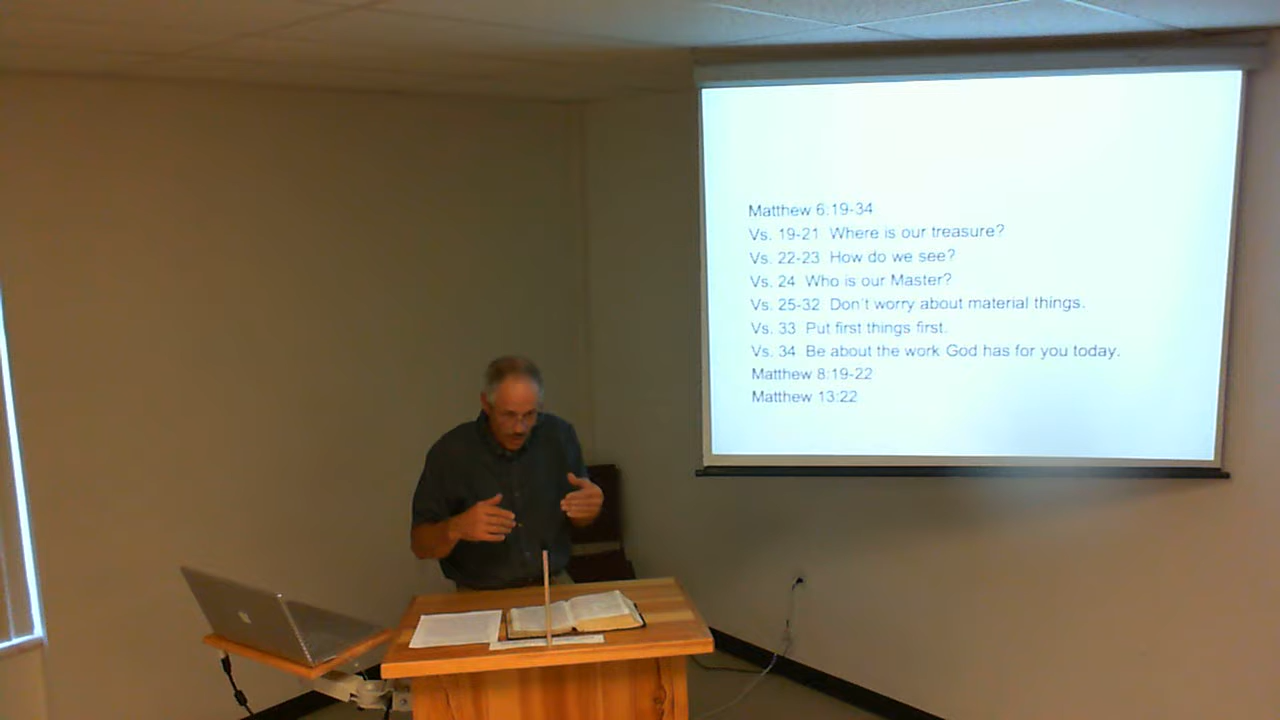 Matthew 6:19-34
Vs. 19-21 Where is our treasure?
Vs. 22-23 How do we see?
Vs. 24 Who is our Master?
Vs. 25-32 Don't worry about material things.
Vs. 33 Put first things first.
Vs. 34 Be about the work God has for you today.
Matthew 8:19-22
Matthew 13:22